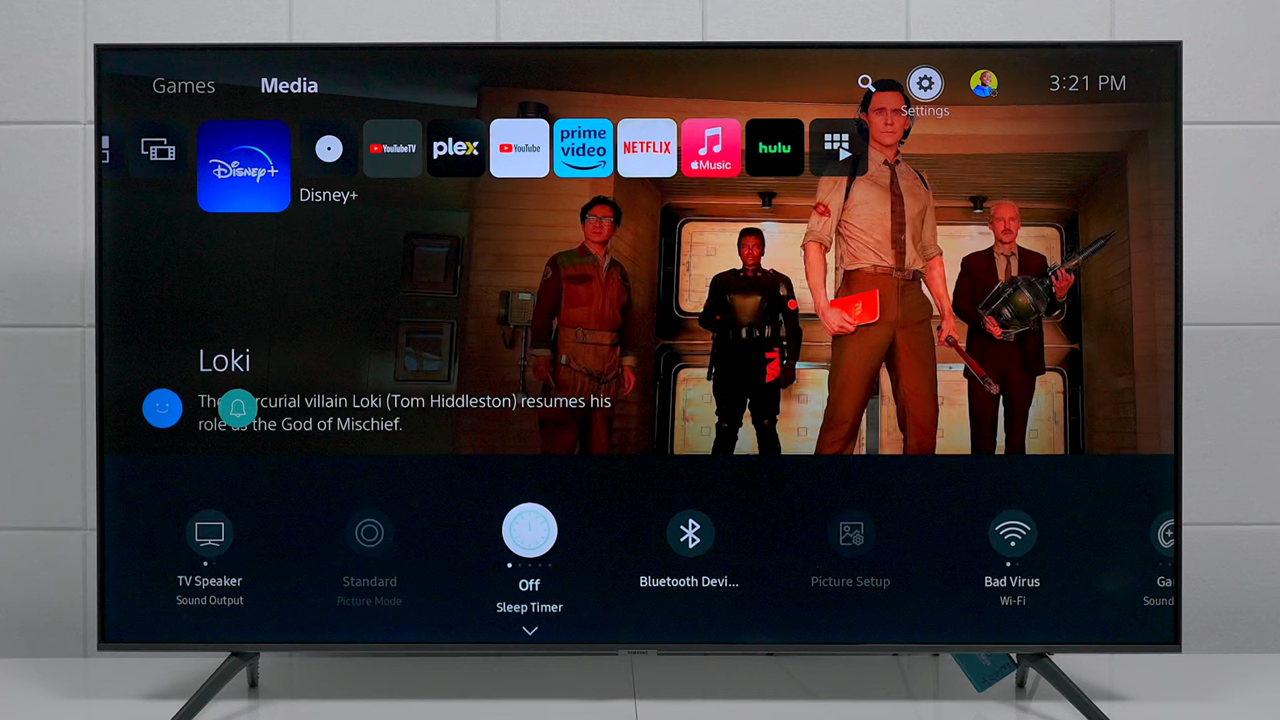 Games
Media
3:21 PM
Settings
Disney+
YouTubeTV
plex
YouTube
prime video
NETFLIX
Music
hulu
Disney+
Loki
The mercurial villain Loki (Tom Hiddleston) resumes his
role as the God of Mischief.
TV Speaker
Sound Output
Standard
Picture Mode
Off
Sleep Timer
Bluetooth Devi...
Picture Setup
Bad Virus
Wi-Fi
Ga
Sound
SAMSUNG